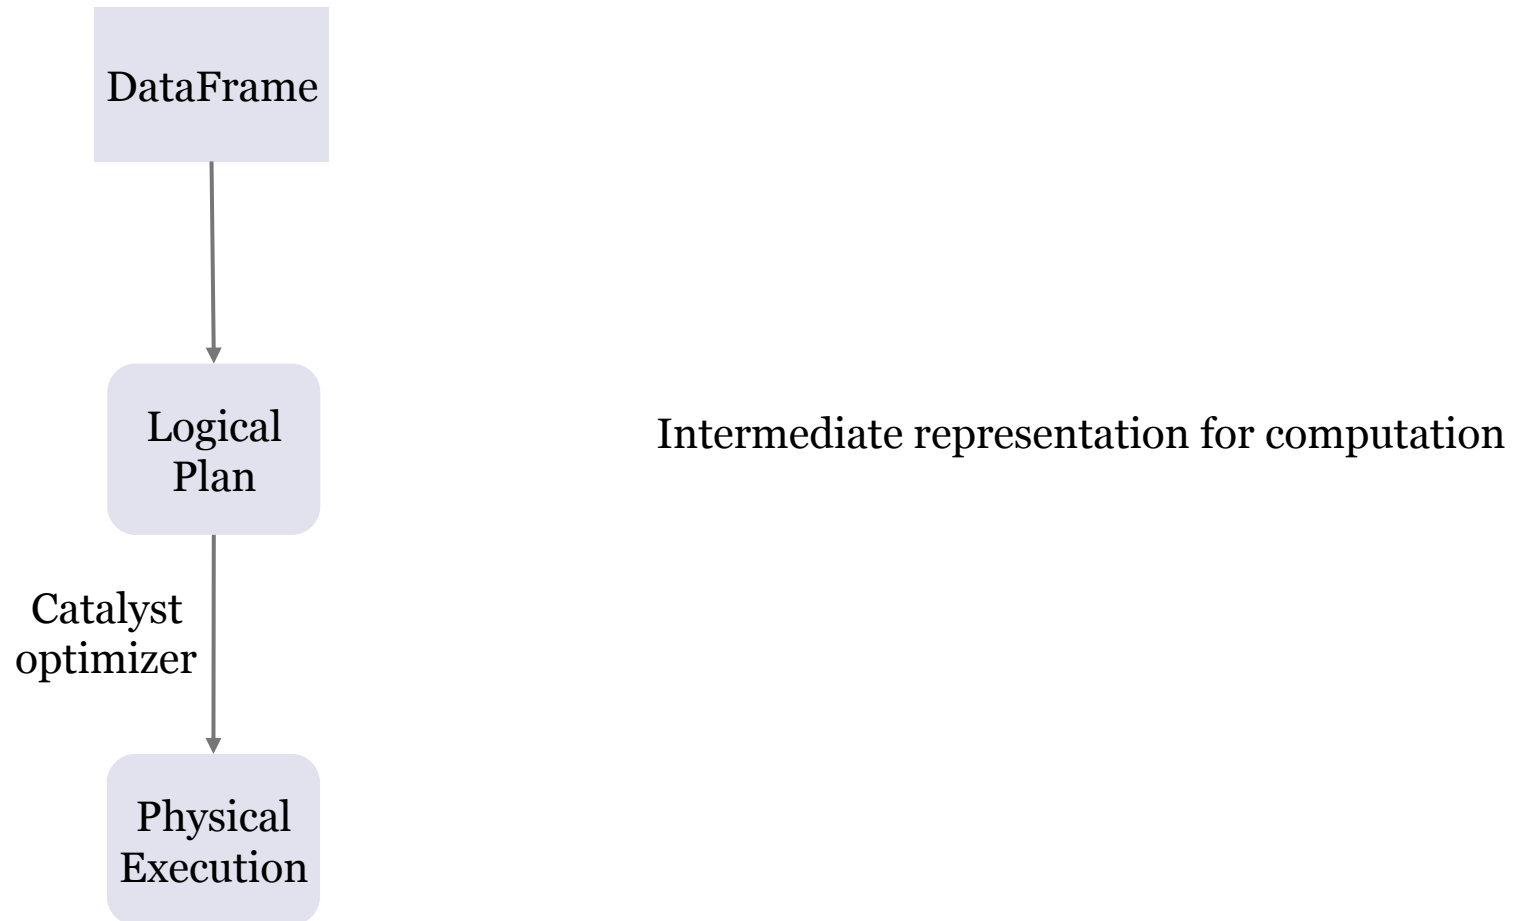 DataFrame
Logical
Plan
Intermediate representation for computation
Catalyst
optimizer
Physical
Execution